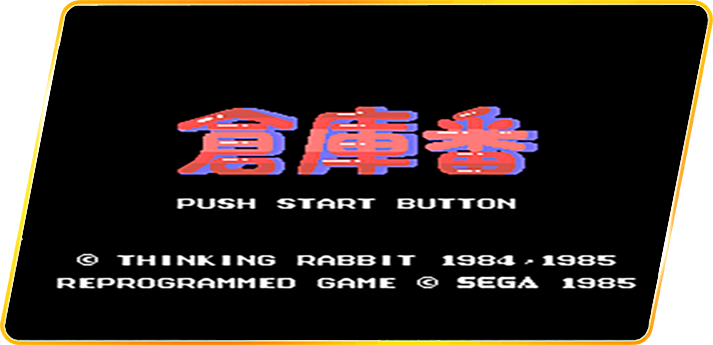 倉庫番
PUSH START BUTTON
© THINKING RABBIT 1984,1985
REPROGRAMMED GAME © SEGA 1985